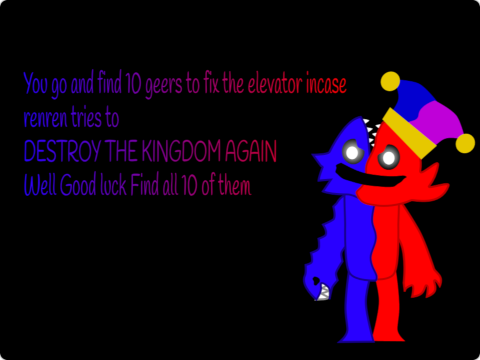 You go and find 10 geers to fix the elevator incase
renren tries to
DESTROY THE KINGDOM AGAIN
Well Good luck Find all 10 of them